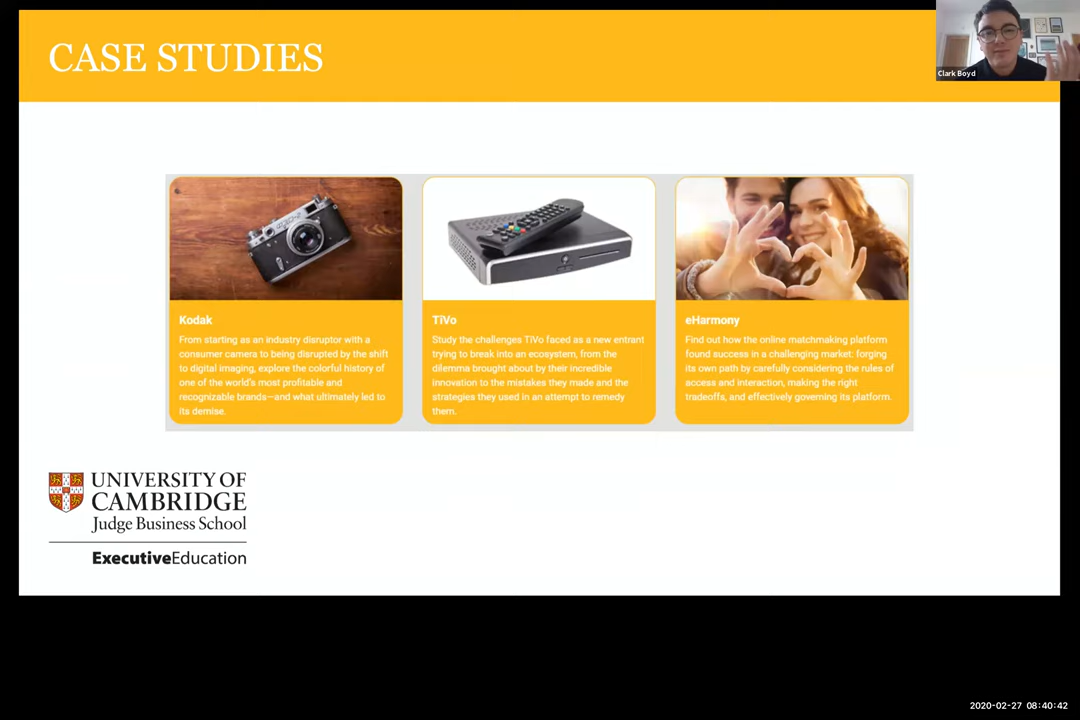 CASE STUDIES
Clark Boyd
Kodak
From starting as an industry disruptor with a
consumer camera to being disrupted by the shift
to digital imaging, explore the colorful history of
one of the world's most profitable and
recognizable brands—and what ultimately led to
its demise.
TiVo
Study the challenges TiVo faced as a new entrant
trying to break into an ecosystem, from the
dilemma brought about by their incredible
innovation to the mistakes they made and the
strategies they used in an attempt to remedy
them.
eHarmony
Find out how the online matchmaking platform
found success in a challenging market: forging
its own path by carefully considering the rules of
access and interaction, making the right
tradeoffs, and effectively governing its platform.
UNIVERSITY OF
CAMBRIDGE
Judge Business School
ExecutiveEducation
2020-02-27 08:40:42